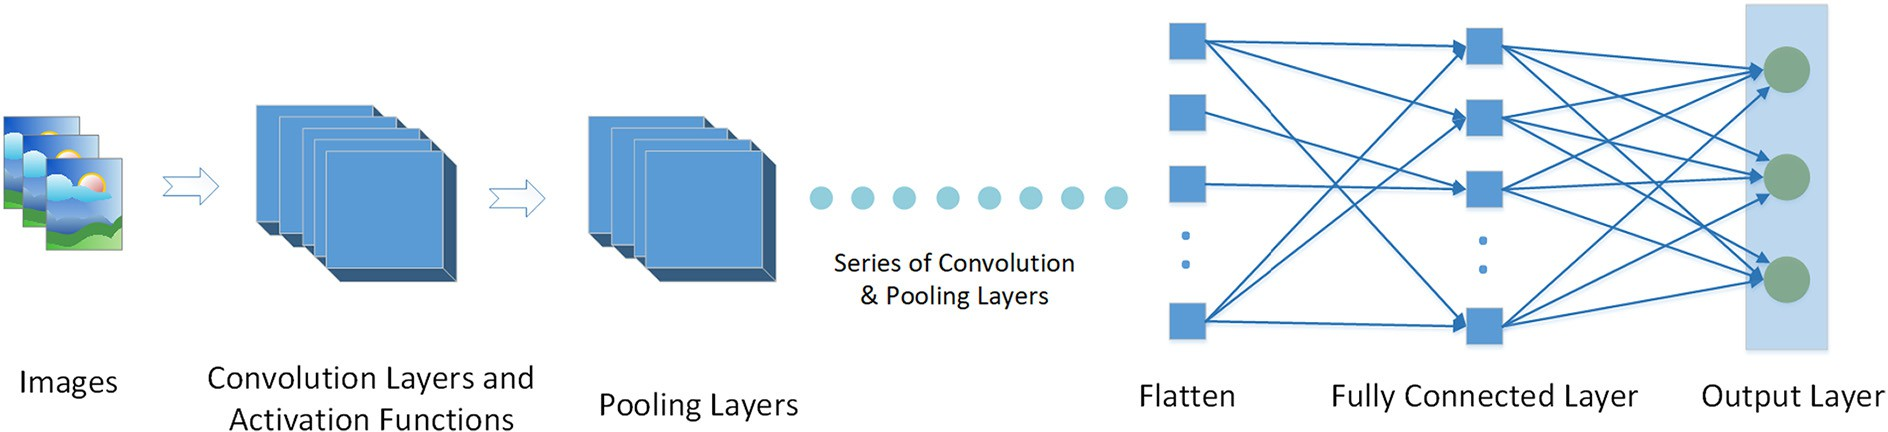 Images
Convolution Layers and
Activation Functions
Pooling Layers
Series of Convolution
& Pooling Layers
Flatten
Fully Connected Layer
Output Layer